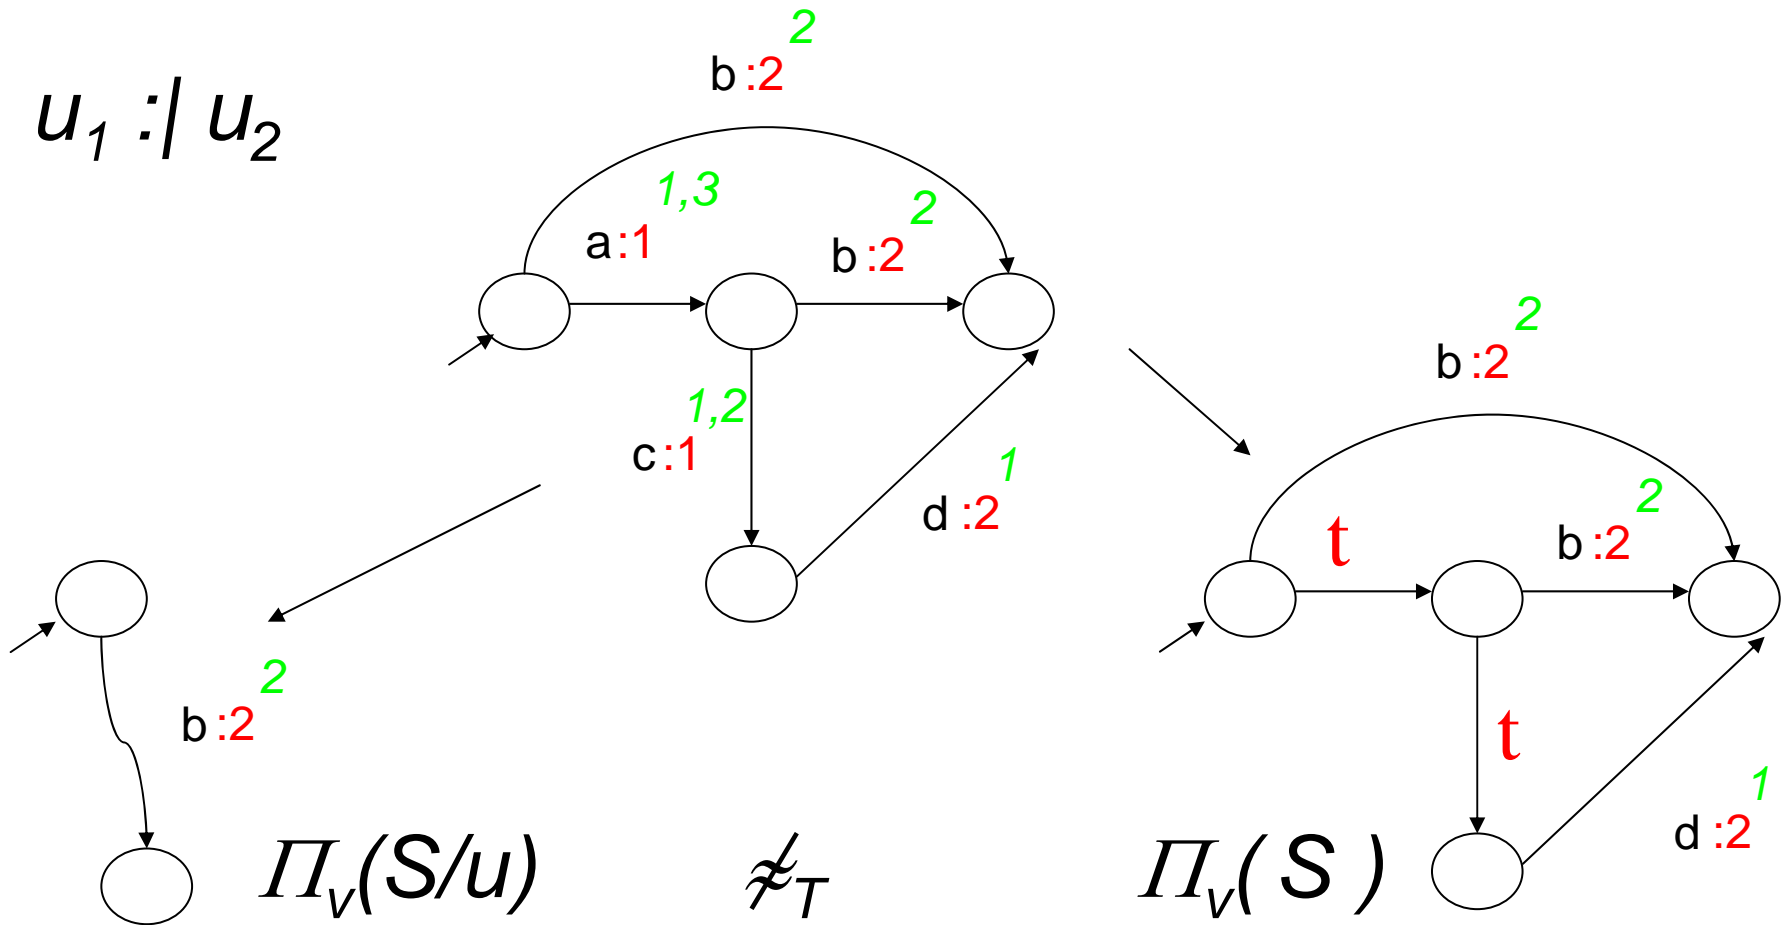 u₁ :| u₂
b :2 ²
a :1 ¹,³
b :2 ²
c :1 ¹,²
d :2 ¹
b :2 ²
t
b :2 ²
t
d :2 ¹
b :2 ²
Πᵥ(S/u) ≉_T Πᵥ( S )